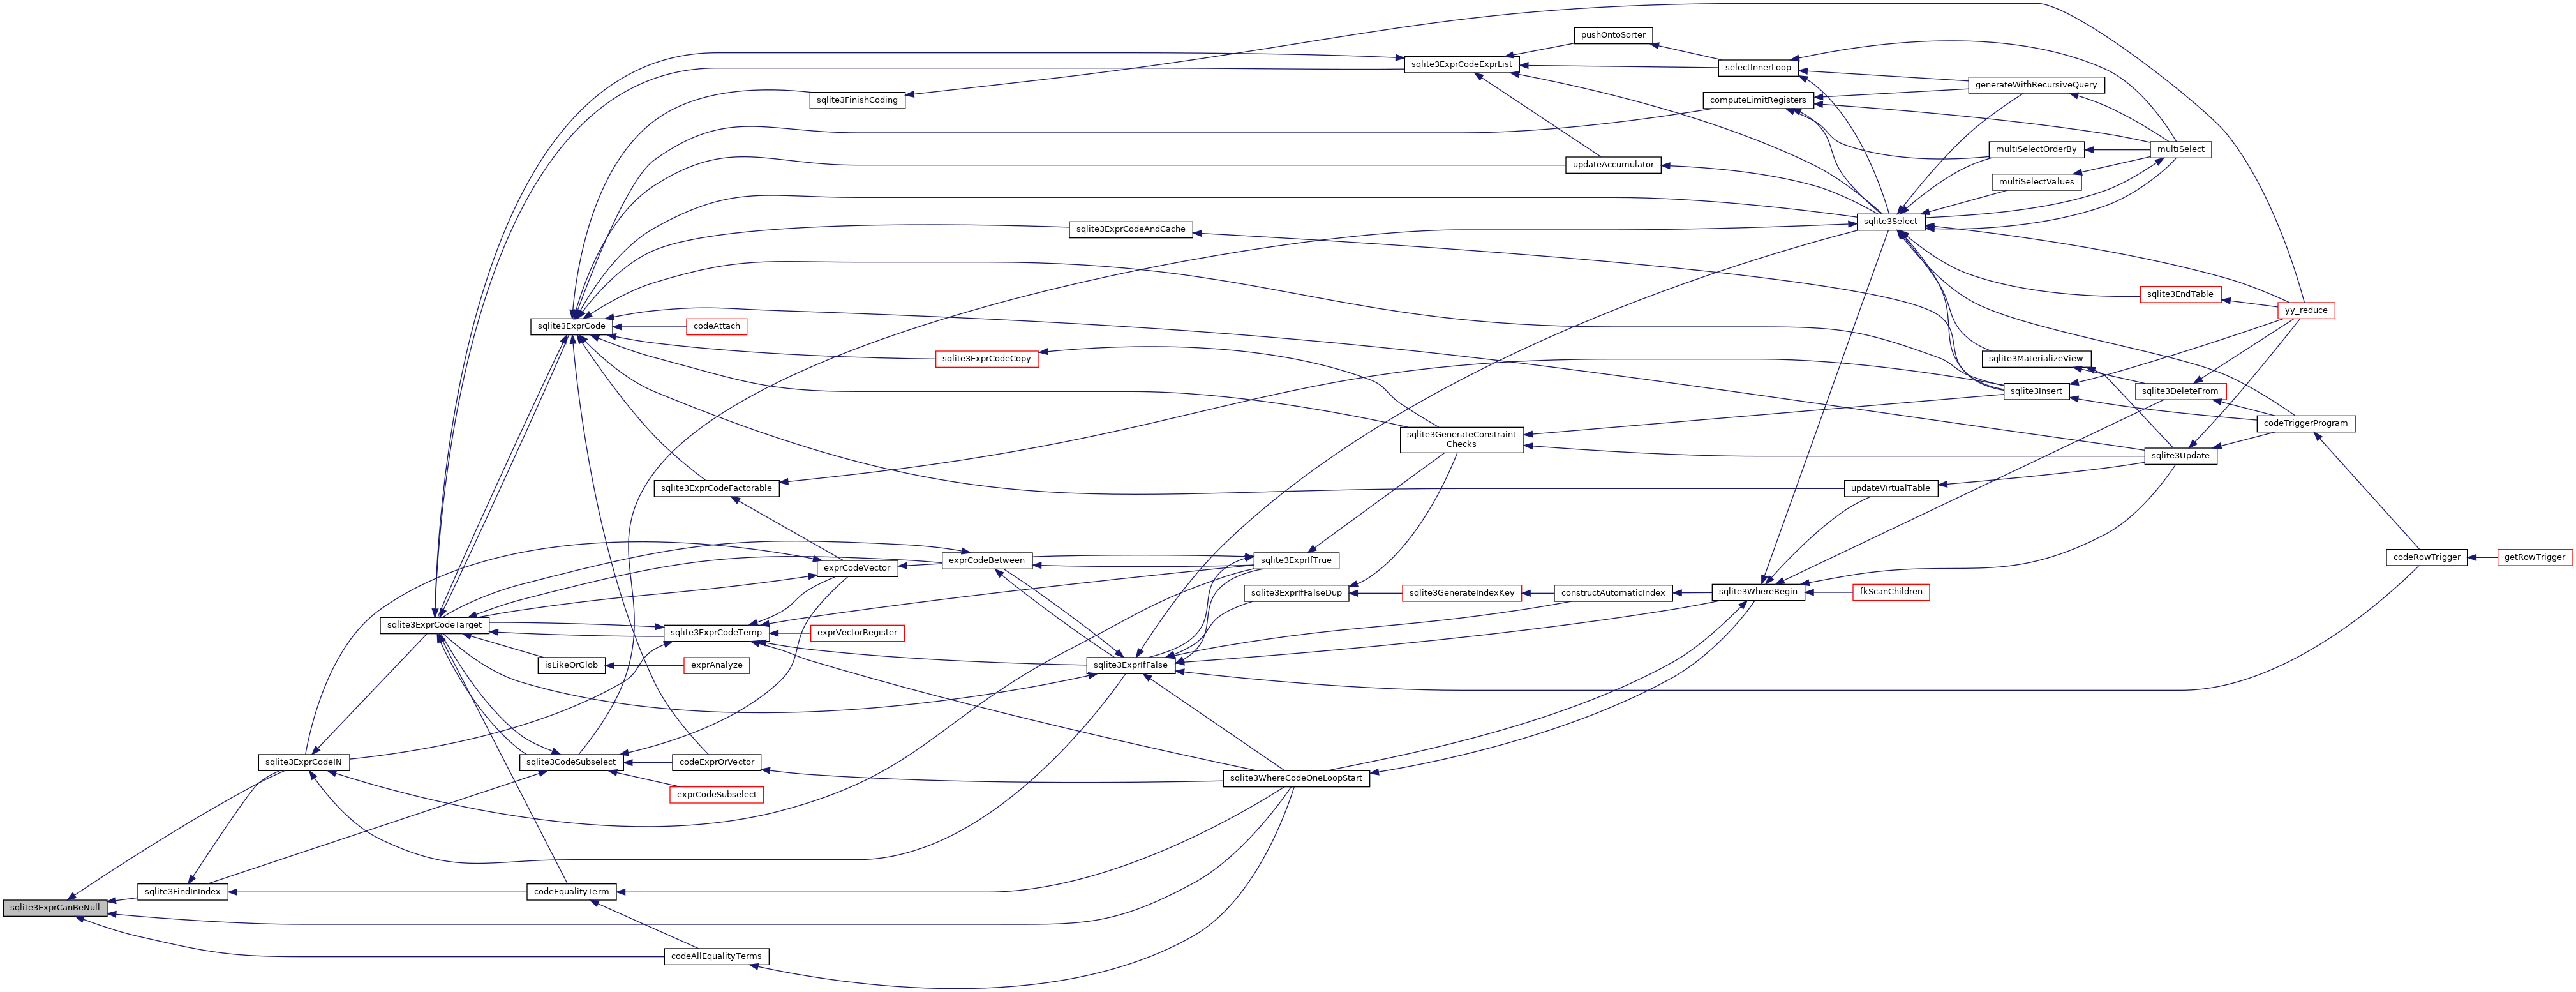 pushOntoSorter
sqlite3ExprCodeExprList
selectInnerLoop
generateWithRecursiveQuery
sqlite3FinishCoding
computeLimitRegisters
multiSelectOrderBy
multiSelect
updateAccumulator
multiSelectValues
sqlite3Select
sqlite3ExprCodeAndCache
sqlite3EndTable
yy_reduce
sqlite3ExprCode
codeAttach
sqlite3ExprCodeCopy
sqlite3MaterializeView
sqlite3Insert
sqlite3DeleteFrom
codeTriggerProgram
sqlite3GenerateConstraint
Checks
sqlite3Update
sqlite3ExprCodeFactorable
updateVirtualTable
exprCodeBetween
sqlite3ExprIfTrue
codeRowTrigger
getRowTrigger
exprCodeVector
sqlite3ExprIfFalseDup
sqlite3GenerateIndexKey
constructAutomaticIndex
sqlite3WhereBegin
fkScanChildren
sqlite3ExprCodeTarget
sqlite3ExprCodeTemp
exprVectorRegister
isLikeOrGlob
exprAnalyze
sqlite3ExprIfFalse
sqlite3ExprCodeIN
sqlite3CodeSubselect
codeExprOrVector
sqlite3WhereCodeOneLoopStart
exprCodeSubselect
sqlite3FindInIndex
codeEqualityTerm
sqlite3ExprCanBeNull
codeAllEqualityTerms